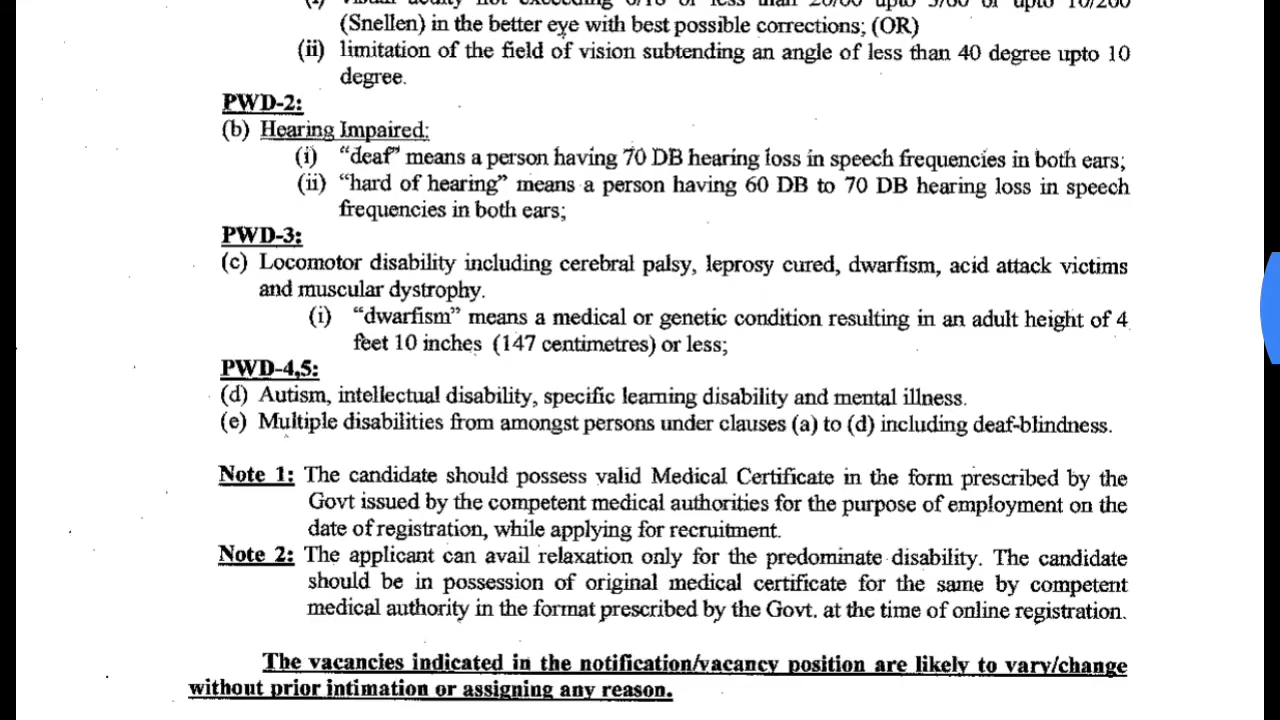 (Snellen) in the better eye with best possible corrections; (OR)
(ii) limitation of the field of vision subtending an angle of less than 40 degree upto 10
degree.
PWD-2:
(b) Hearing Impaired:
(i) “deaf” means a person having 70 DB hearing loss in speech frequencies in both ears;
(ii) “hard of hearing” means a person having 60 DB to 70 DB hearing loss in speech
frequencies in both ears;
PWD-3:
(c) Locomotor disability including cerebral palsy, leprosy cured, dwarfism, acid attack victims
and muscular dystrophy.
(i) “dwarfism” means a medical or genetic condition resulting in an adult height of 4
feet 10 inches (147 centimetres) or less;
PWD-4,5:
(d) Autism, intellectual disability, specific learning disability and mental illness.
(e) Multiple disabilities from amongst persons under clauses (a) to (d) including deaf-blindness.
Note 1: The candidate should possess valid Medical Certificate in the form prescribed by the
Govt issued by the competent medical authorities for the purpose of employment on the
date of registration, while applying for recruitment.
Note 2: The applicant can avail relaxation only for the predominate disability. The candidate
should be in possession of original medical certificate for the same by competent
medical authority in the format prescribed by the Govt. at the time of online registration.
The vacancies indicated in the notification/vacancy position are likely to vary/change
without prior intimation or assigning any reason.